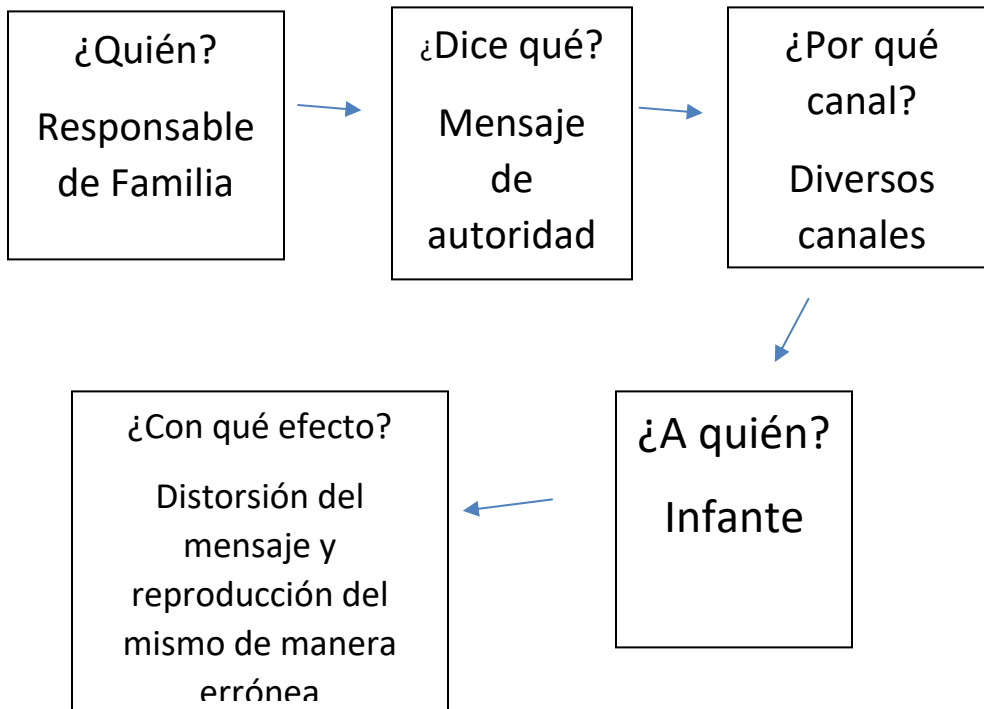 ¿Quién?
Responsable
de Familia
¿Dice qué?
Mensaje
de
autoridad
¿Por qué
canal?
Diversos
canales
¿A quién?
Infante
¿Con qué efecto?
Distorsión del
mensaje y
reproducción del
mismo de manera
errónea